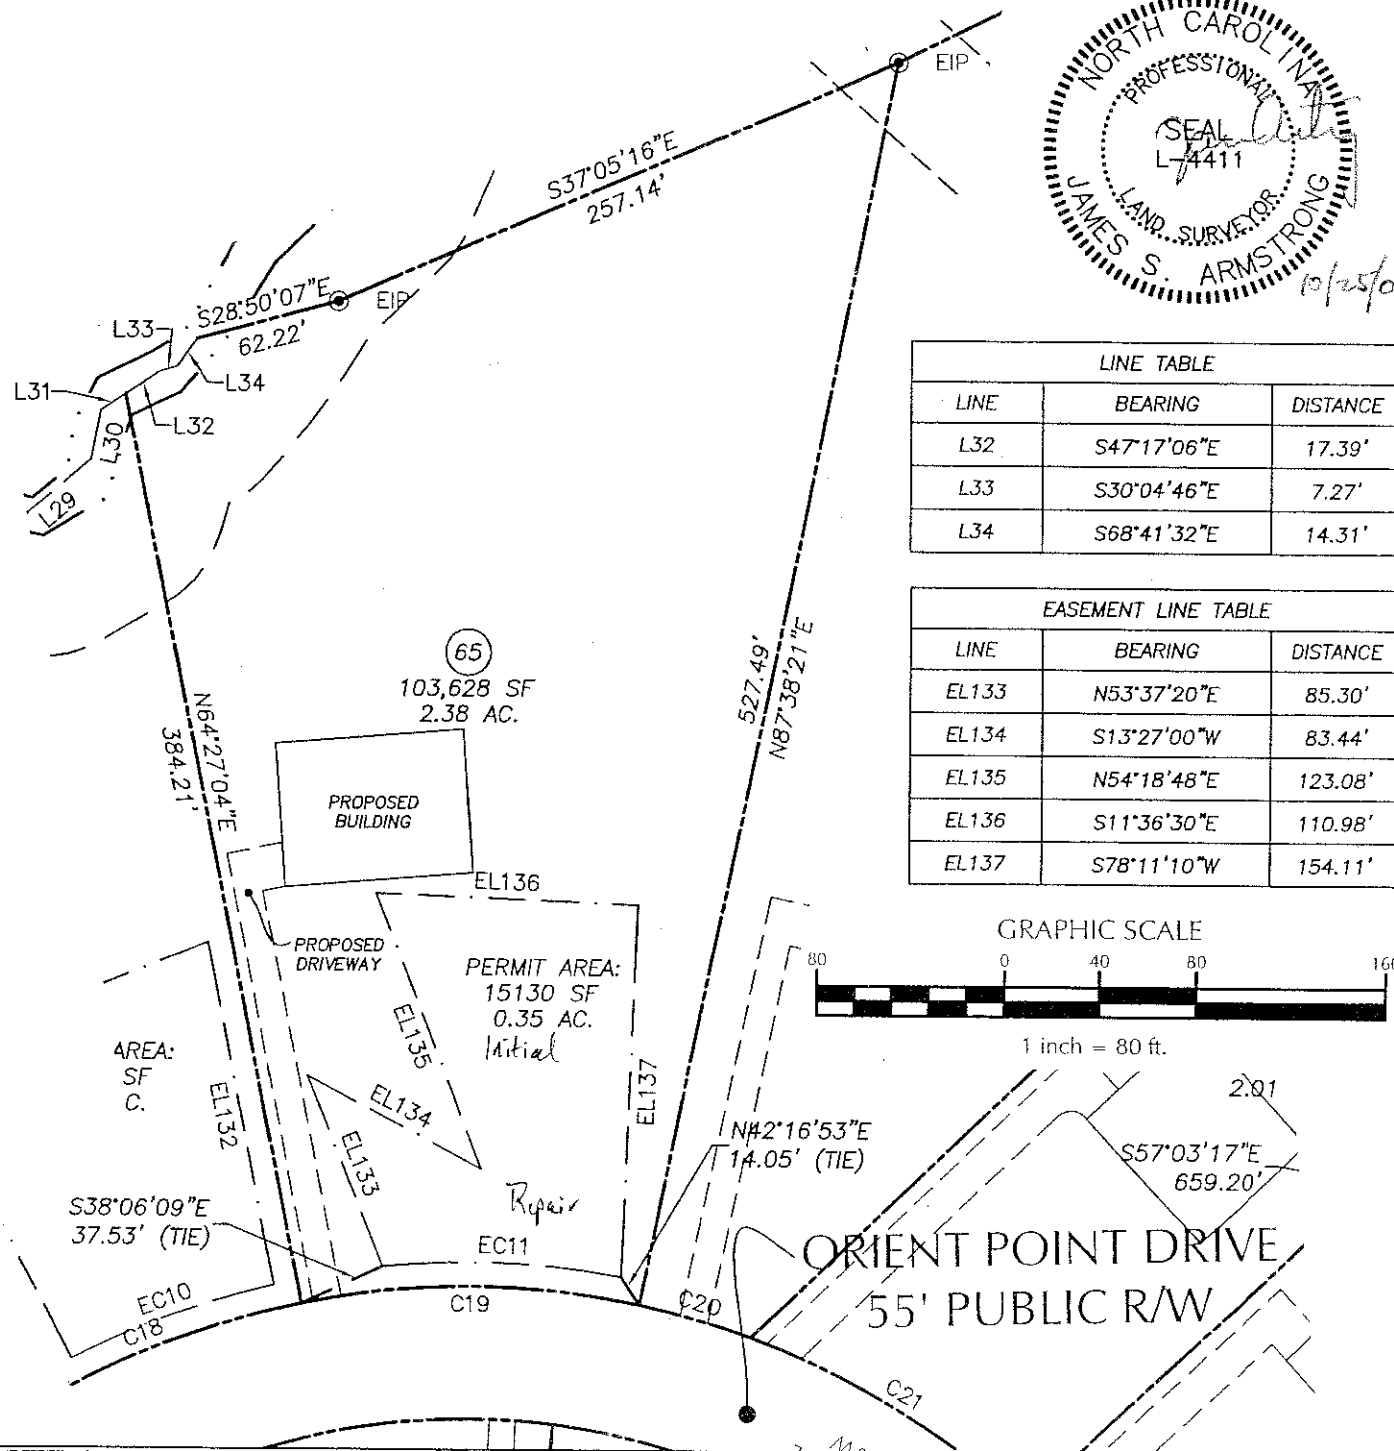 EIP
NORTH CAROLINA
PROFESSIONAL
SEAL
L-4411
LAND SURVEYOR
JAMES S. ARMSTRONG
S37°05'16"E
257.14'
S28°50'07"E
62.22'
EIP
L33
L34
L31
L32
L30
L29
LINE TABLE
LINE BEARING DISTANCE
L32 S47°17'06"E 17.39'
L33 S30°04'46"E 7.27'
L34 S68°41'32"E 14.31'
EASEMENT LINE TABLE
LINE BEARING DISTANCE
EL133 N53°37'20"E 85.30'
EL134 S13°27'00"W 83.44'
EL135 N54°18'48"E 123.08'
EL136 S11°36'30"E 110.98'
EL137 S78°11'10"W 154.11'
65
103,628 SF
2.38 AC.
N64°27'04"E
384.21'
527.49'
N87°38'21"E
PROPOSED
BUILDING
EL136
PROPOSED
DRIVEWAY
PERMIT AREA:
15130 SF
0.35 AC.
Initial
GRAPHIC SCALE
80 0 40 80 160
1 inch = 80 ft.
AREA:
SF
C.
EL132
EL135
EL134
EL133
EL137
N42°16'53"E
14.05' (TIE)
2.01
S57°03'17"E
659.20'
S38°06'09"E
37.53' (TIE)
Repair
EC11
EC10
C18
C19
C20
C21
ORIENT POINT DRIVE
55' PUBLIC R/W